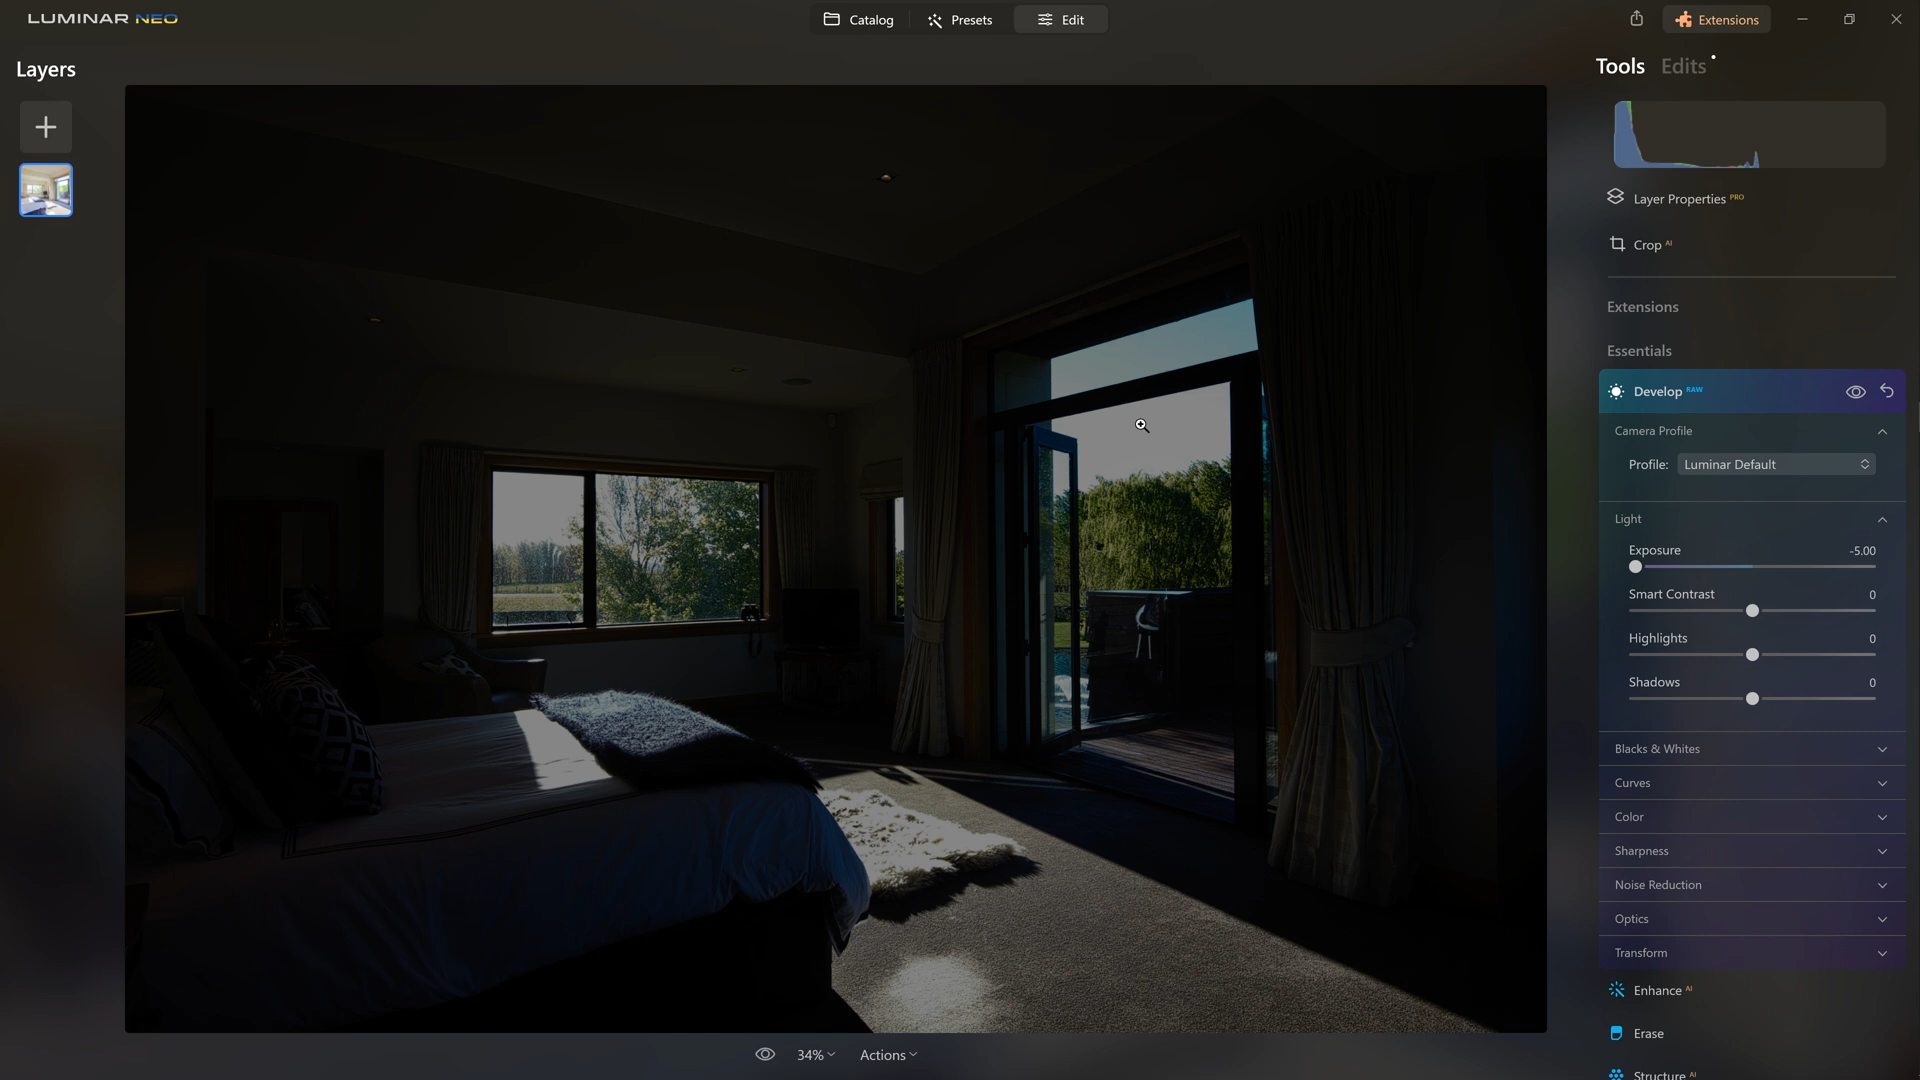 LUMINAR NEO
Catalog
Presets
Edit
Extensions
Layers
Tools Edits
Layer Properties PRO
Crop AI
Extensions
Essentials
Develop RAW
Camera Profile
Profile: Luminar Default
Light
Exposure -5.00
Smart Contrast 0
Highlights 0
Shadows 0
Blacks & Whites
Curves
Color
Sharpness
Noise Reduction
Optics
Transform
Enhance AI
Erase
Structure AI
34%
Actions